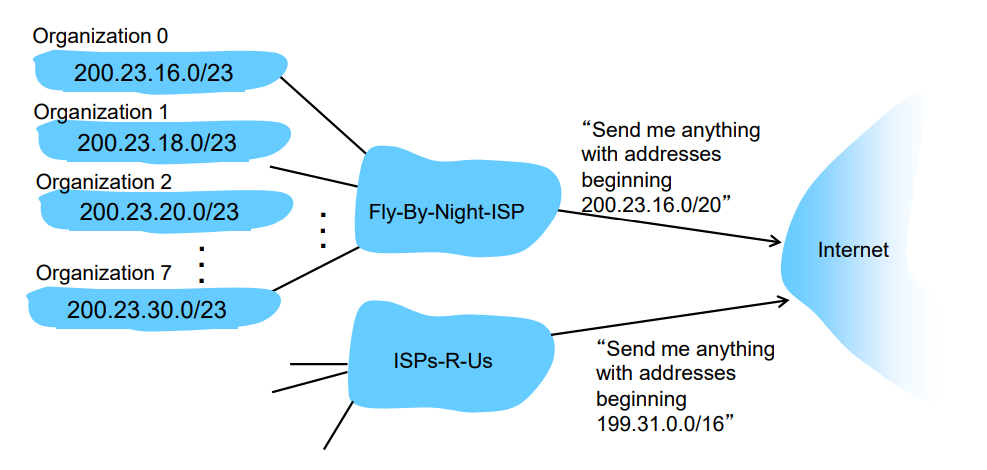 Organization 0
200.23.16.0/23
Organization 1
200.23.18.0/23
Organization 2
200.23.20.0/23
Organization 7
200.23.30.0/23
Fly-By-Night-ISP
“Send me anything
with addresses
beginning
200.23.16.0/20”
Internet
ISPs-R-Us
“Send me anything
with addresses
beginning
199.31.0.0/16”